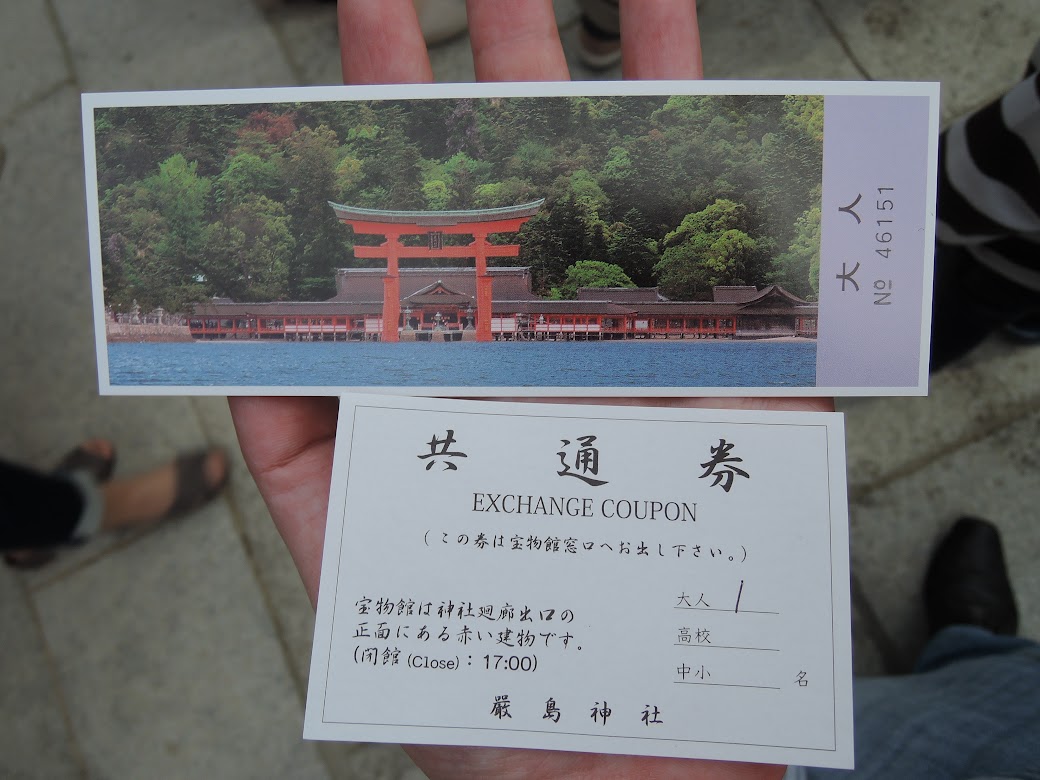 大人
№ 46151
共通券
EXCHANGE COUPON
(この券は宝物館窓口へお出し下さい。)
宝物館は神社廻廊出口の
正面にある赤い建物です。
(閉館 (Close) : 17:00)
大人 1
高校
中小 名
嚴島神社